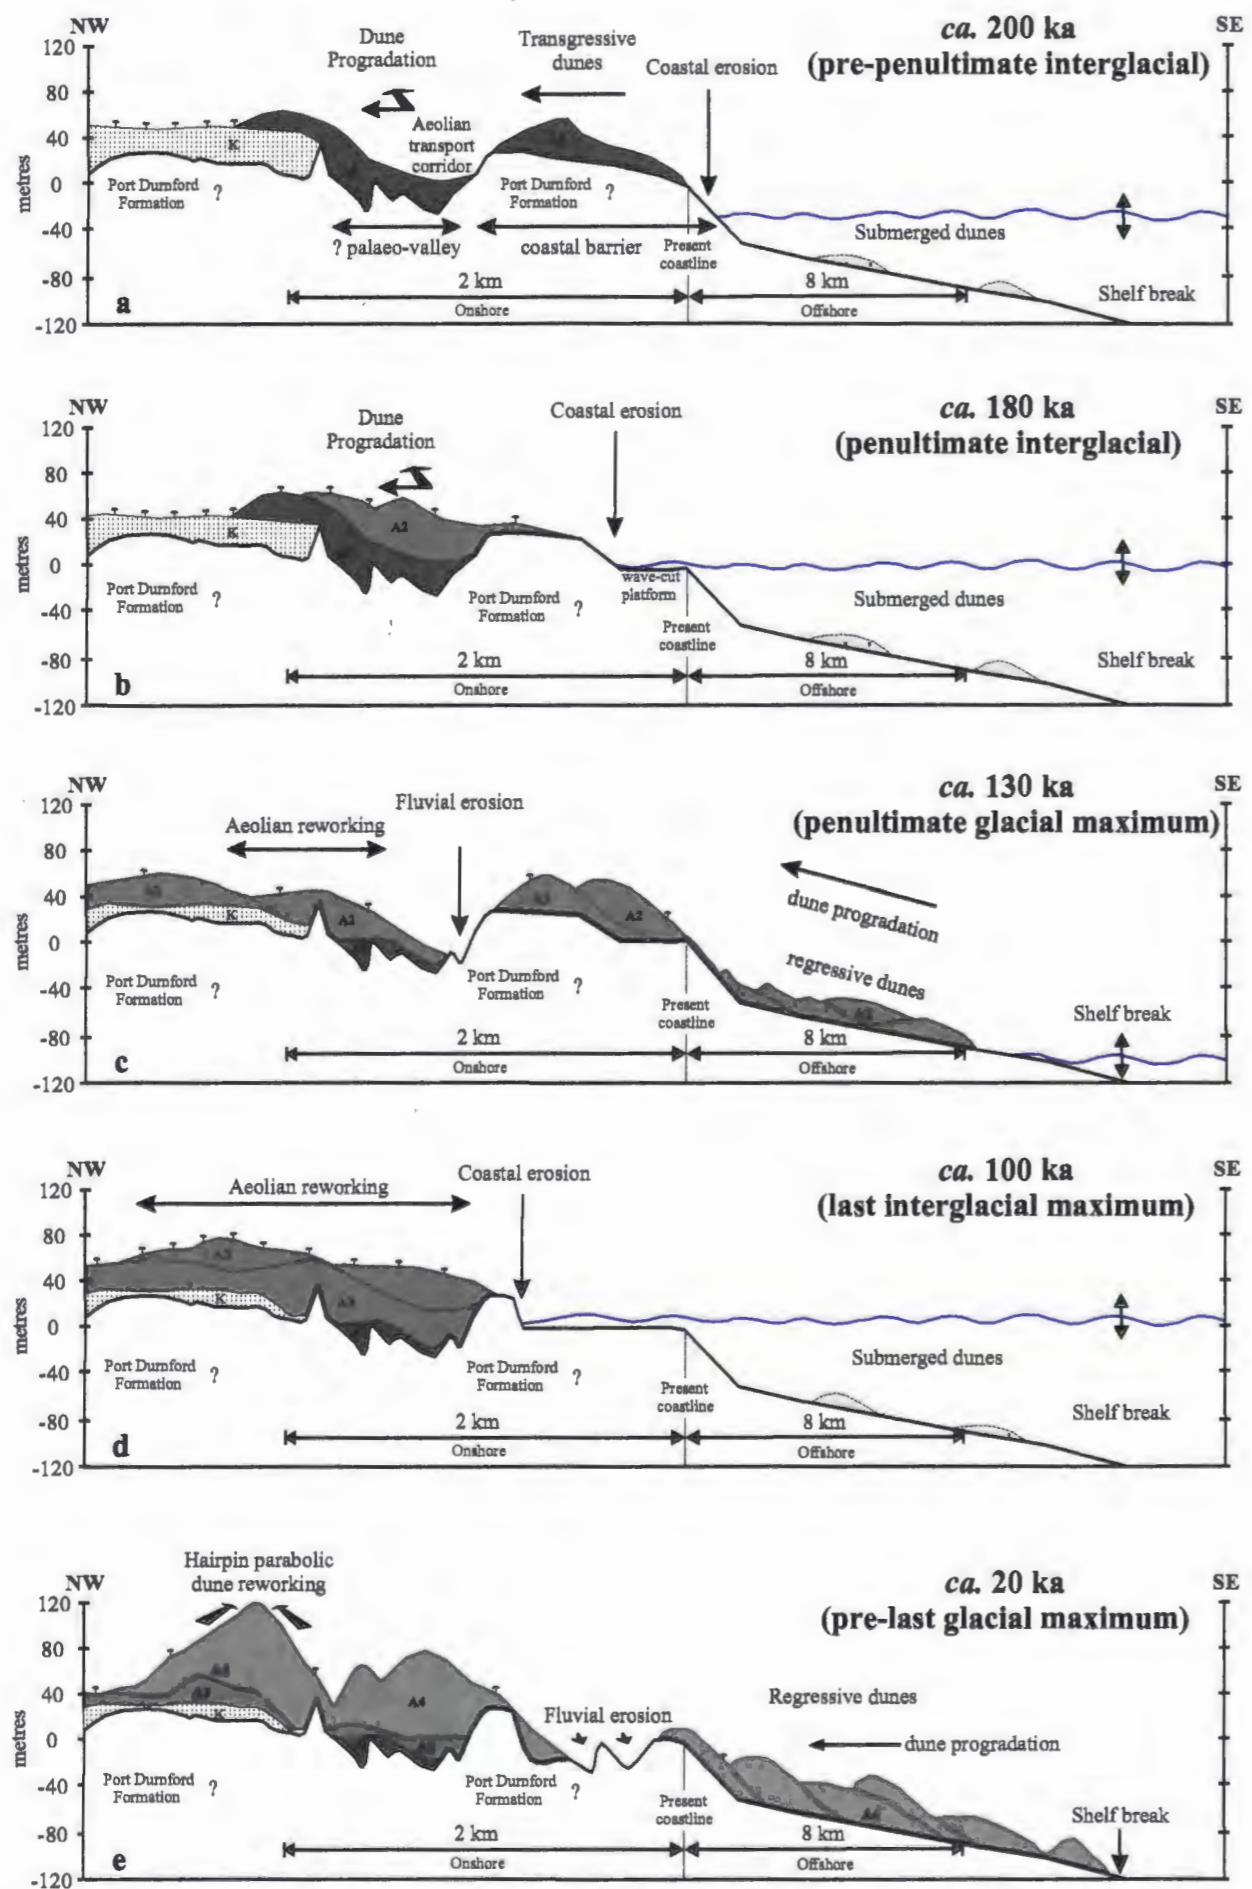 NW
SE
ca. 200 ka
(pre-penultimate interglacial)
Dune
Progradation
Transgressive
dunes
Coastal erosion
Aeolian
transport
corridor
120
80
40
0
-40
-80
-120
metres
K
Port Durnford
Formation
?
Port Durnford
Formation
?
? palaeo-valley
coastal barrier
Present
coastline
Submerged dunes
2 km
8 km
Onshore
Offshore
Shelf break
a
NW
SE
ca. 180 ka
(penultimate interglacial)
Dune
Progradation
Coastal erosion
120
80
40
0
-40
-80
-120
metres
A2
K
wave-cut
platform
Port Durnford
Formation
?
Port Durnford
Formation
?
Submerged dunes
Present
coastline
2 km
8 km
Onshore
Offshore
Shelf break
b
NW
SE
ca. 130 ka
(penultimate glacial maximum)
Fluvial erosion
Aeolian reworking
120
80
40
0
-40
-80
-120
metres
K
A2
A2
dune progradation
regressive dunes
Port Durnford
Formation
?
Port Durnford
Formation
?
Present
coastline
Shelf break
2 km
8 km
Onshore
Offshore
c
NW
SE
ca. 100 ka
(last interglacial maximum)
Coastal erosion
Aeolian reworking
120
80
40
0
-40
-80
-120
metres
K
Port Durnford
Formation
?
Port Durnford
Formation
?
Submerged dunes
Present
coastline
2 km
8 km
Onshore
Offshore
Shelf break
d
Hairpin parabolic
dune reworking
NW
SE
ca. 20 ka
(pre-last glacial maximum)
120
80
40
0
-40
-80
-120
metres
K
A4
Fluvial erosion
Regressive dunes
dune progradation
Port Durnford
Formation
?
Port Durnford
Formation
?
Present
coastline
Shelf break
2 km
8 km
Onshore
Offshore
e